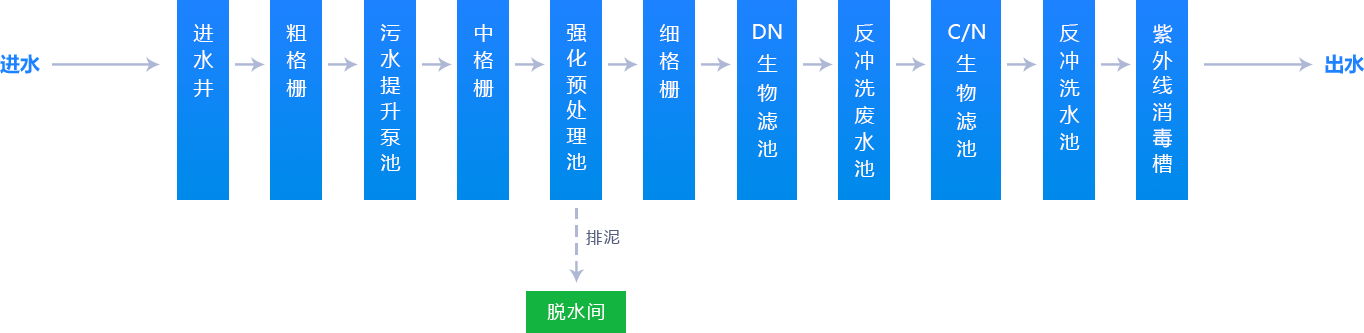 进水
进水井
粗格栅
污水提升泵池
中格栅
强化预处理池
细格栅
DN生物滤池
反冲洗废水池
C/N生物滤池
反冲洗水池
紫外线消毒槽
出水
排泥
脱水间